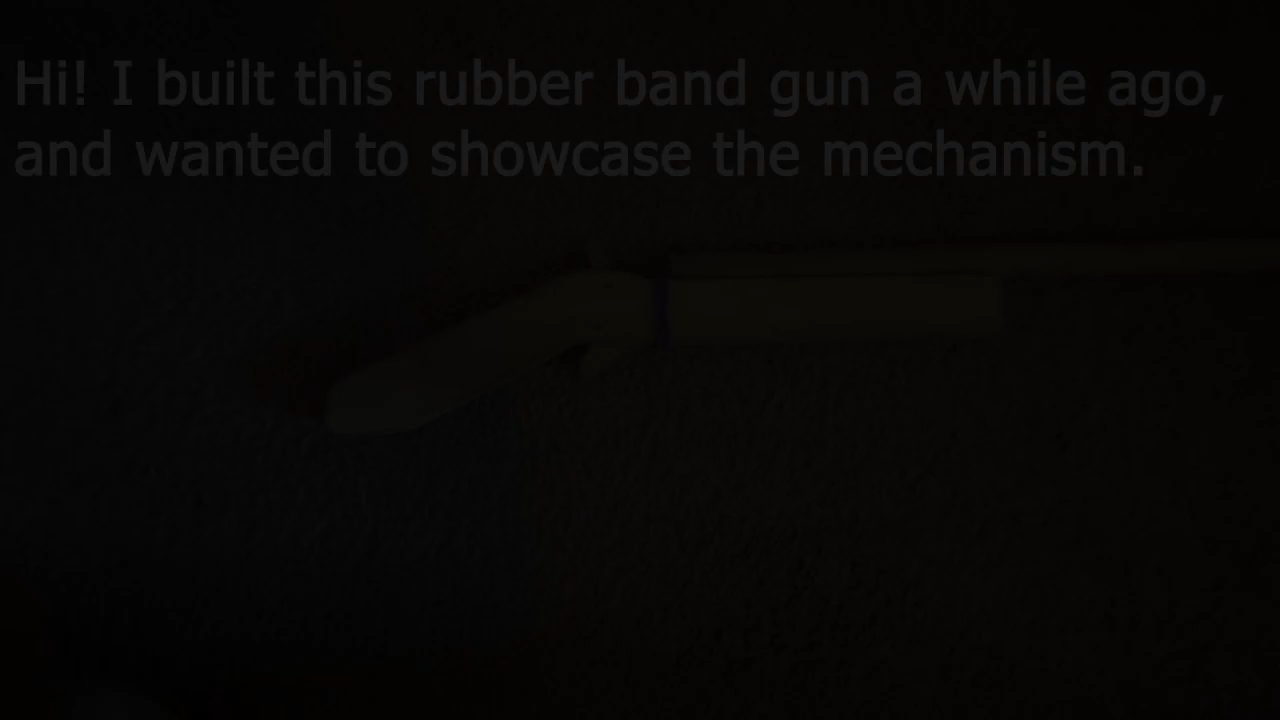 Hi! I built this rubber band gun a while ago,
and wanted to showcase the mechanism.